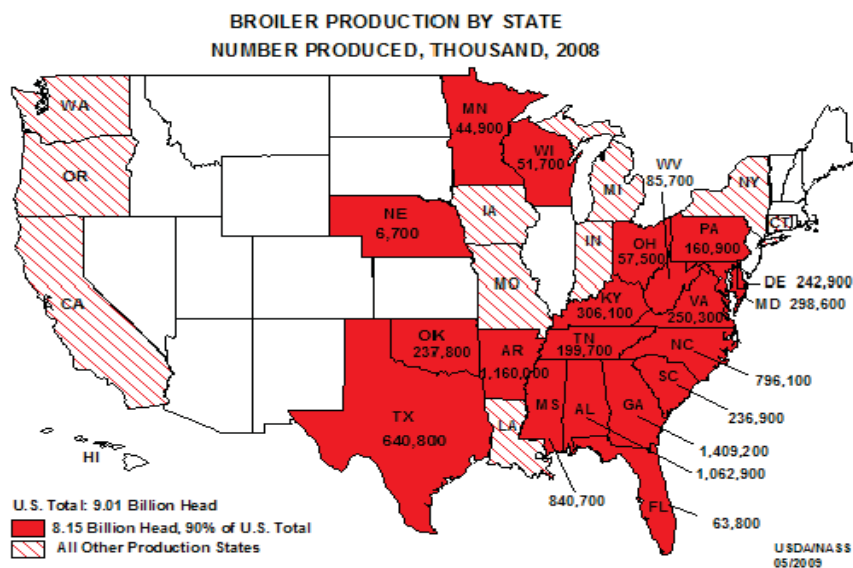 BROILER PRODUCTION BY STATE
NUMBER PRODUCED, THOUSAND, 2008
WA
OR
CA
HI
MN
44,900
WI
51,700
NE
6,700
IA
MO
MI
IN
NY
CT
WV
85,700
PA
160,900
OH
57,500
DE 242,900
MD 298,600
KY
306,100
VA
250,300
OK
237,800
AR
1,160,000
TN
199,700
NC
796,100
SC
236,900
TX
640,800
LA
MS
840,700
AL
1,062,900
GA
1,409,200
FL
63,800
U.S. Total: 9.01 Billion Head
8.15 Billion Head, 90% of U.S. Total
All Other Production States
USDA/NASS
05/2009